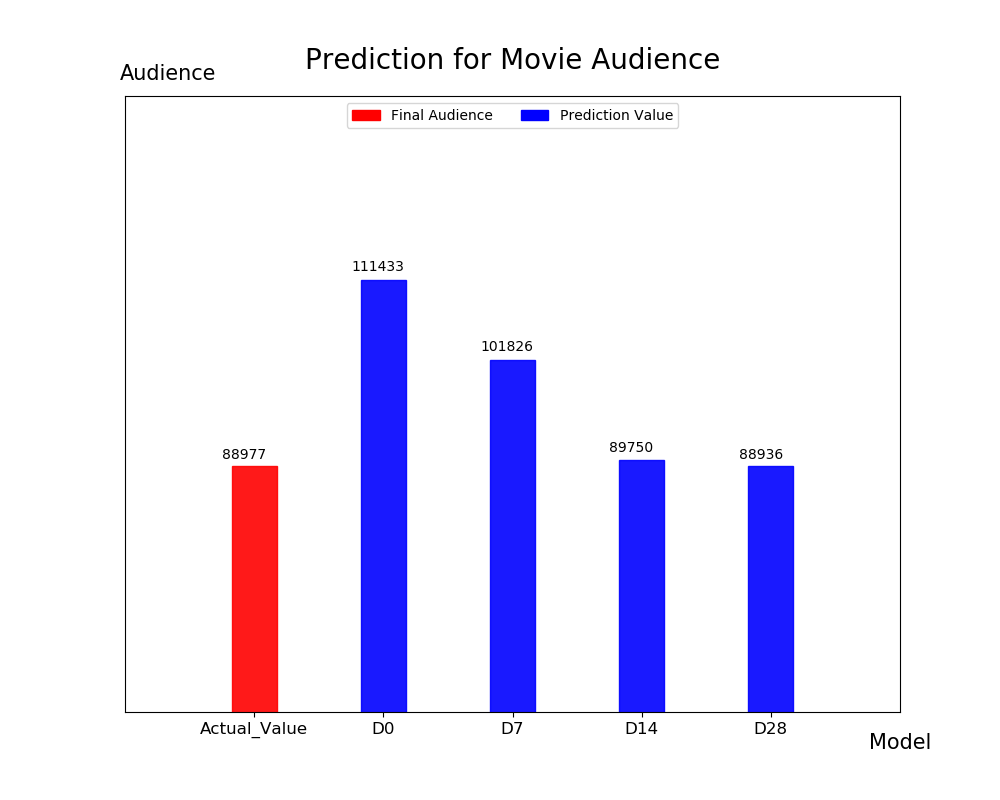 Prediction for Movie Audience
Audience
Final Audience
Prediction Value
111433
101826
88977
89750
88936
Actual_Value
D0
D7
D14
D28
Model